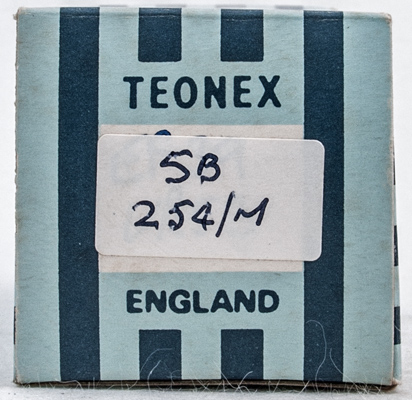 TEONEX
5B
254/M
ENGLAND